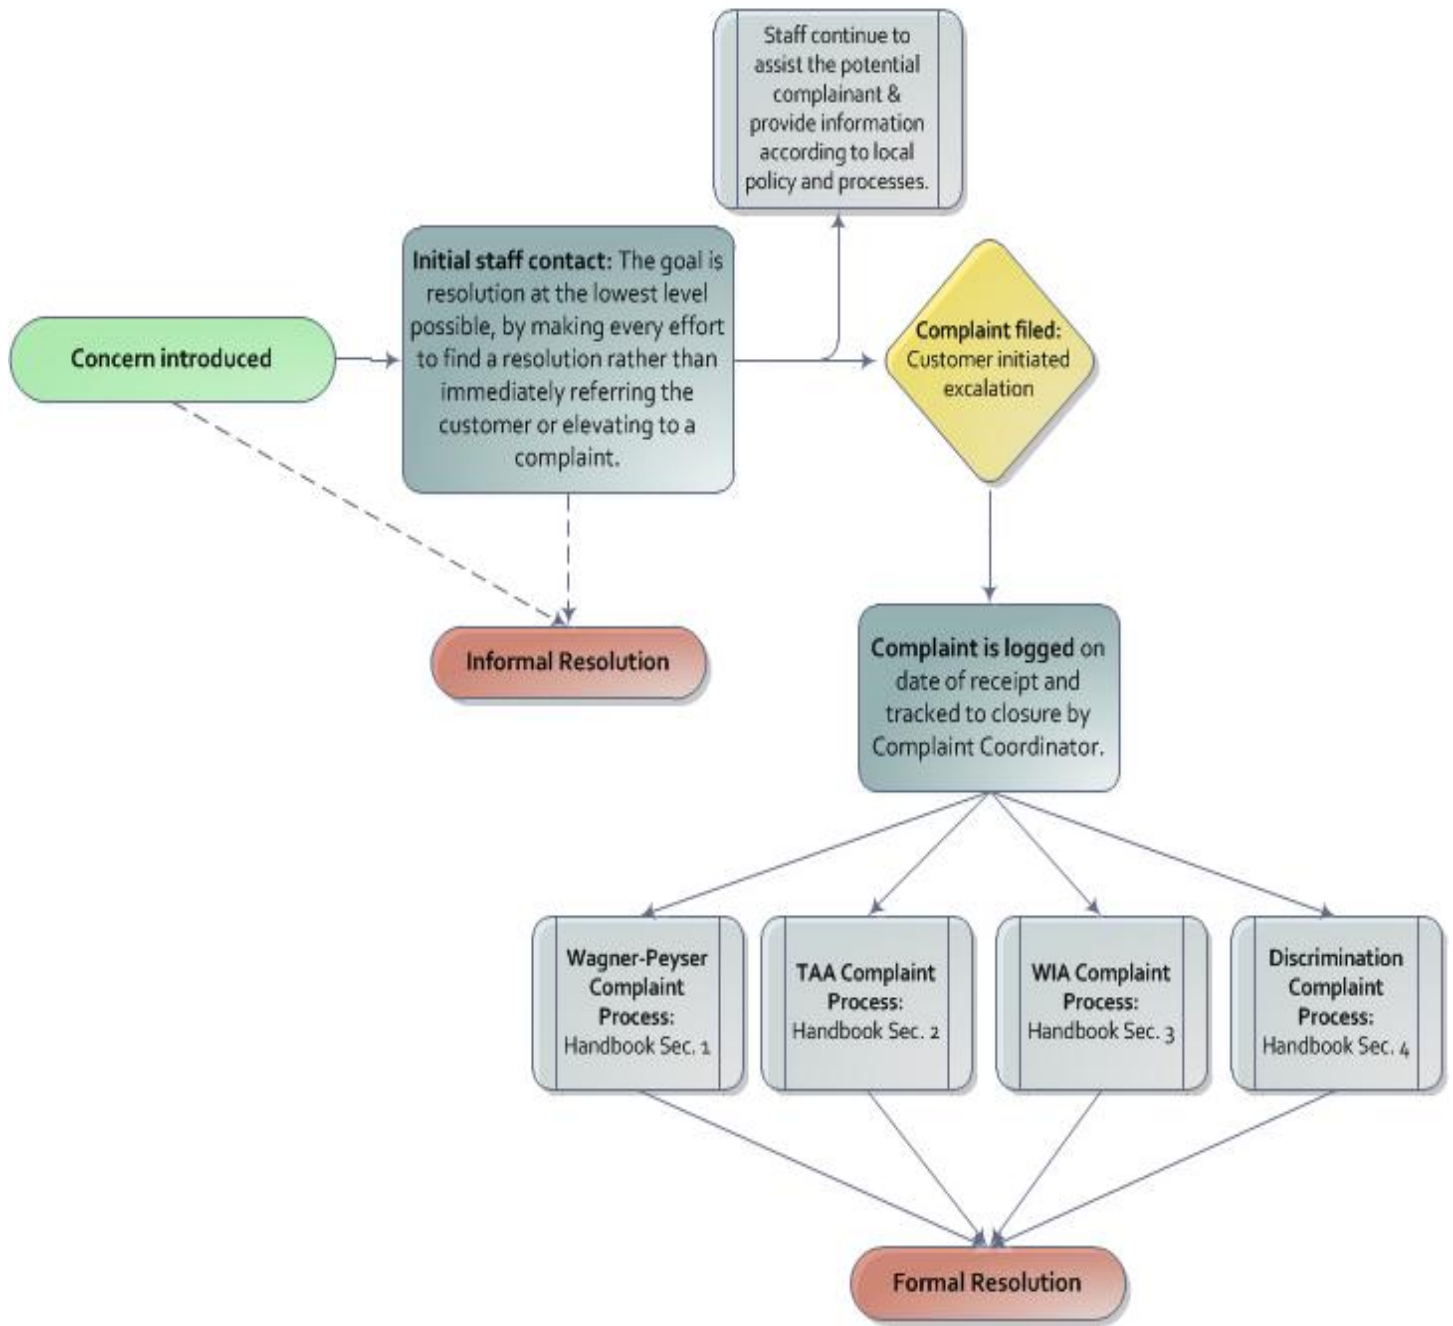 Staff continue to
assist the potential
complainant &
provide information
according to local
policy and processes.
Initial staff contact: The goal is
resolution at the lowest level
possible, by making every effort
to find a resolution rather than
immediately referring the
customer or elevating to a
complaint.
Concern introduced
Complaint filed:
Customer initiated
excalation
Informal Resolution
Complaint is logged on
date of receipt and
tracked to closure by
Complaint Coordinator.
Wagner-Peyser
Complaint
Process:
Handbook Sec. 1
TAA Complaint
Process:
Handbook Sec. 2
WIA Complaint
Process:
Handbook Sec. 3
Discrimination
Complaint
Process:
Handbook Sec. 4
Formal Resolution